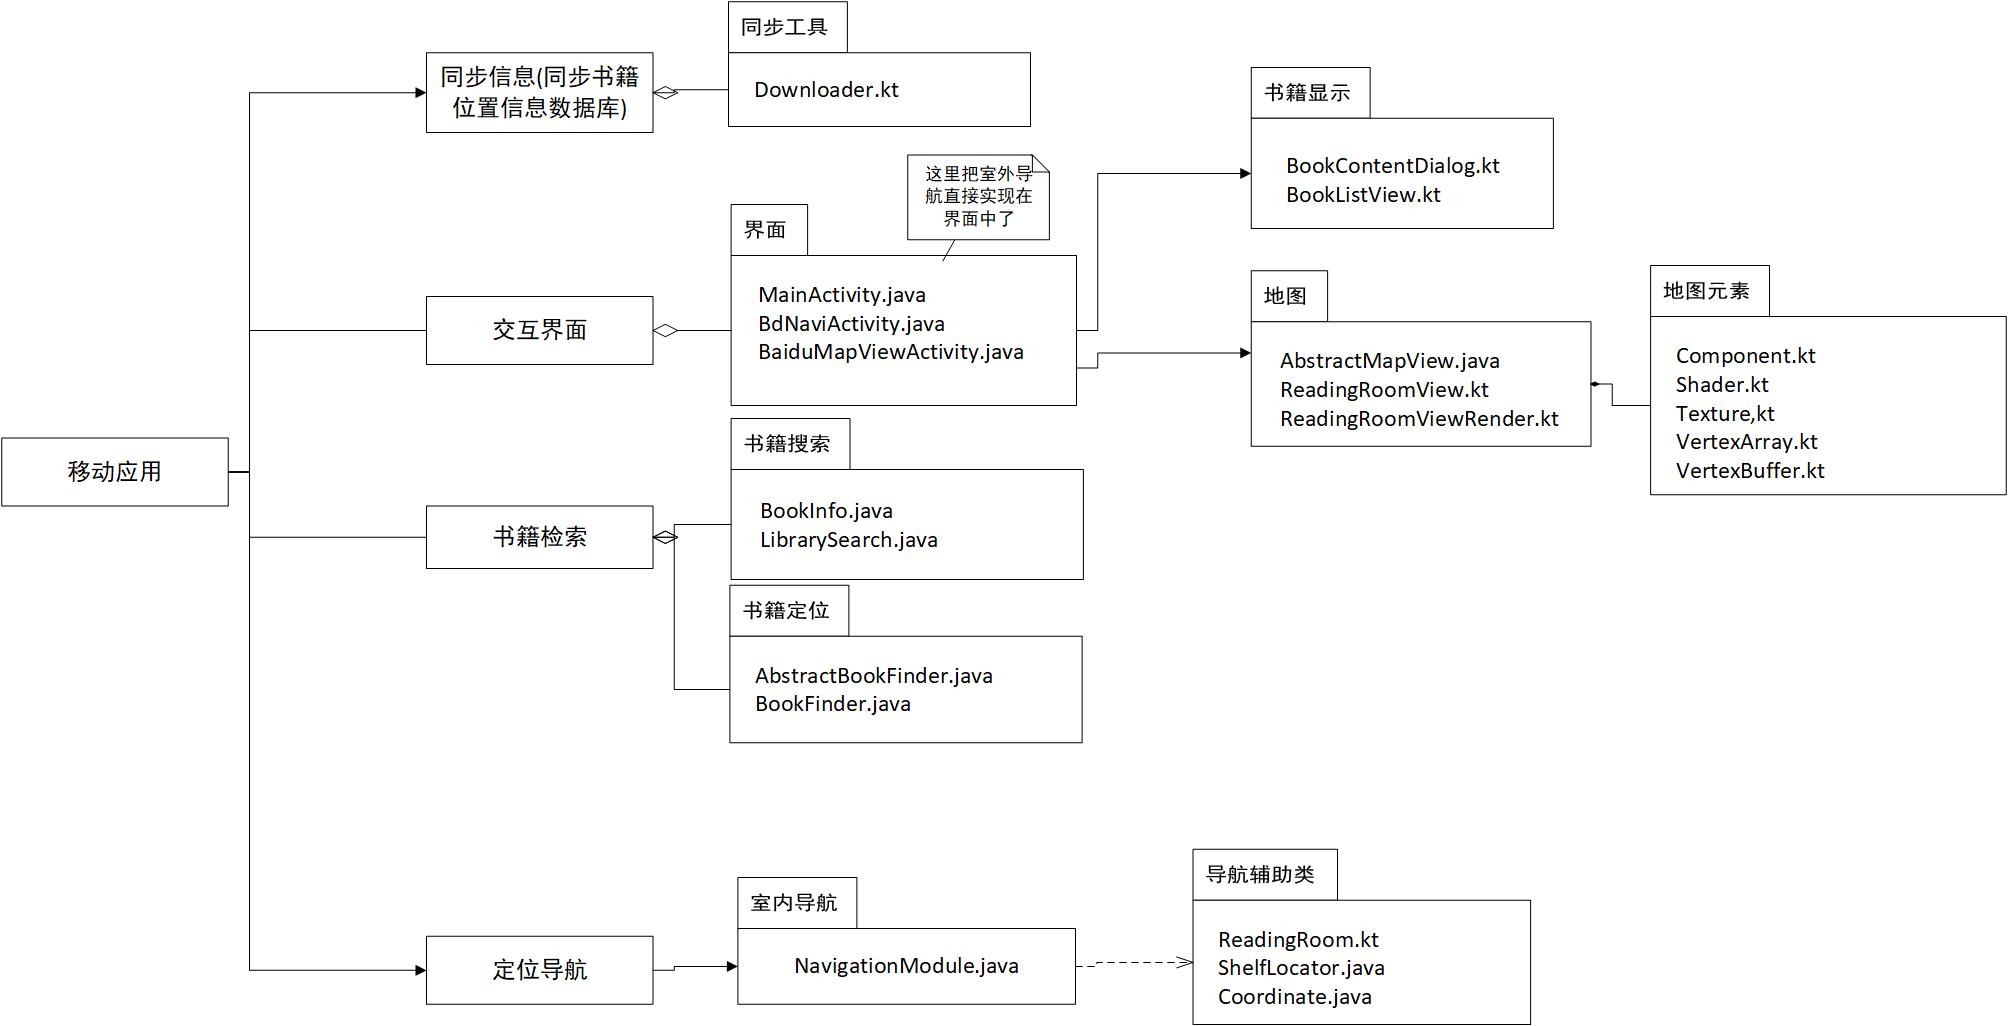 同步工具
Downloader.kt
同步信息(同步书籍
位置信息数据库)
书籍显示
BookContentDialog.kt
BookListView.kt
这里把室外导
航直接实现在
界面中了
界面
MainActivity.java
BdNaviActivity.java
BaiduMapViewActivity.java
交互界面
地图
AbstractMapView.java
ReadingRoomView.kt
ReadingRoomViewRender.kt
地图元素
Component.kt
Shader.kt
Texture,kt
VertexArray.kt
VertexBuffer.kt
移动应用
书籍搜索
BookInfo.java
LibrarySearch.java
书籍检索
书籍定位
AbstractBookFinder.java
BookFinder.java
室内导航
NavigationModule.java
定位导航
导航辅助类
ReadingRoom.kt
ShelfLocator.java
Coordinate.java